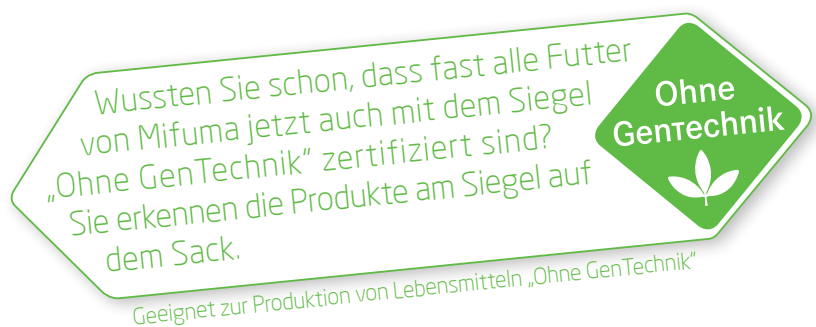 Wussten Sie schon, dass fast alle Futter
von Mifuma jetzt auch mit dem Siegel
„Ohne GenTechnik“ zertifiziert sind?
Sie erkennen die Produkte am Siegel auf
dem Sack.
Ohne
GenTechnik
Geeignet zur Produktion von Lebensmitteln „Ohne GenTechnik“